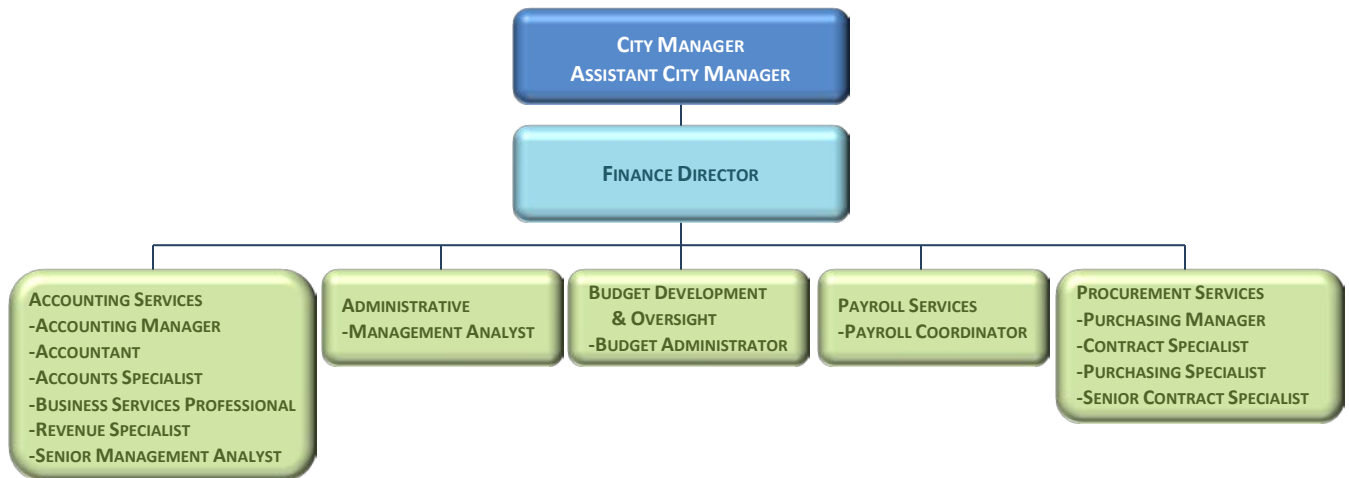 CITY MANAGER
ASSISTANT CITY MANAGER
FINANCE DIRECTOR
ACCOUNTING SERVICES
-ACCOUNTING MANAGER
-ACCOUNTANT
-ACCOUNTS SPECIALIST
-BUSINESS SERVICES PROFESSIONAL
-REVENUE SPECIALIST
-SENIOR MANAGEMENT ANALYST
ADMINISTRATIVE
-MANAGEMENT ANALYST
BUDGET DEVELOPMENT
& OVERSIGHT
-BUDGET ADMINISTRATOR
PAYROLL SERVICES
-PAYROLL COORDINATOR
PROCUREMENT SERVICES
-PURCHASING MANAGER
-CONTRACT SPECIALIST
-PURCHASING SPECIALIST
-SENIOR CONTRACT SPECIALIST